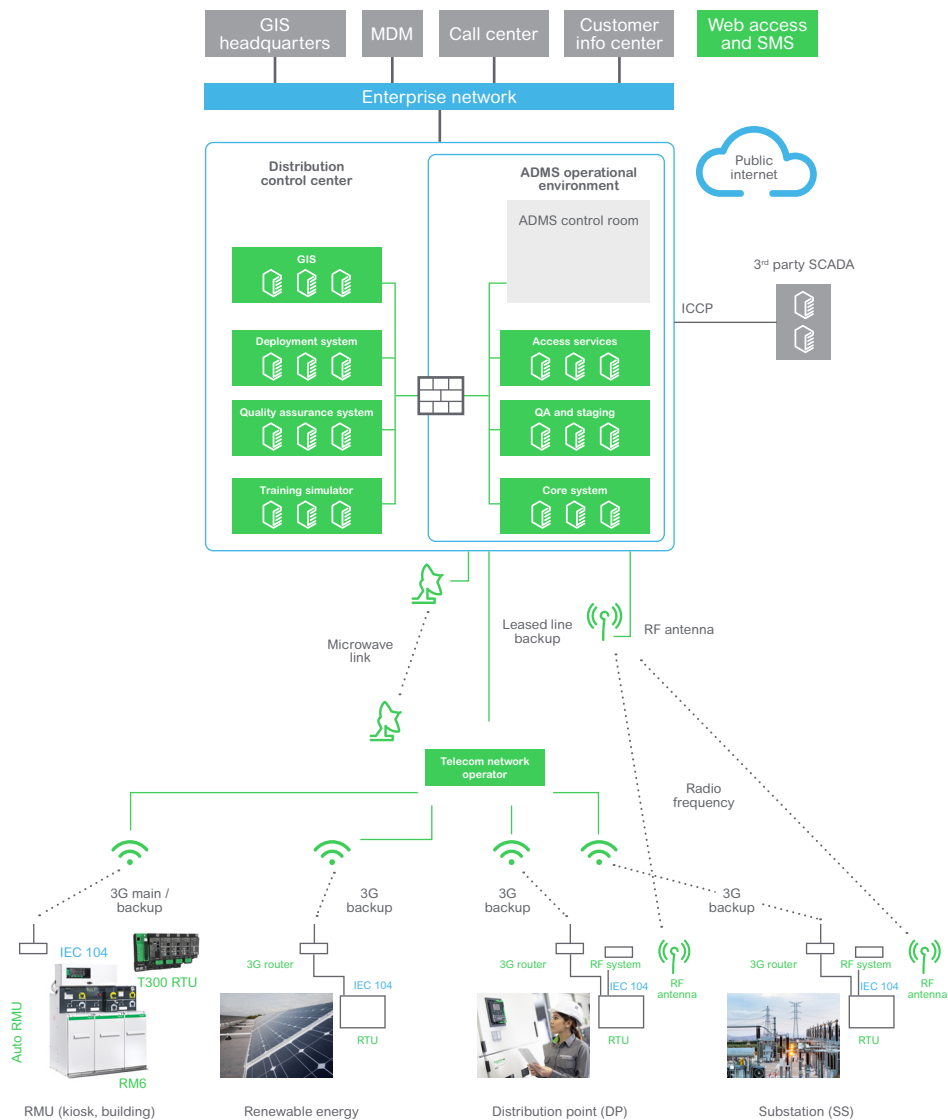 GIS
headquarters
MDM
Call center
Customer
info center
Web access
and SMS
Enterprise network
Public
internet
Distribution
control center
ADMS operational
environment
ADMS control room
GIS
3rd party SCADA
ICCP
Deployment system
Access services
Quality assurance system
QA and staging
Training simulator
Core system
Microwave
link
Leased line
backup
RF antenna
Telecom network
operator
Radio
frequency
3G main /
backup
3G
backup
3G
backup
3G
backup
IEC 104
T300 RTU
Auto RMU
RM6
3G router
IEC 104
RTU
3G router
RF system
IEC 104
RF
antenna
RTU
3G router
RF system
IEC 104
RF
antenna
RTU
RMU (kiosk, building)
Renewable energy
Distribution point (DP)
Substation (SS)